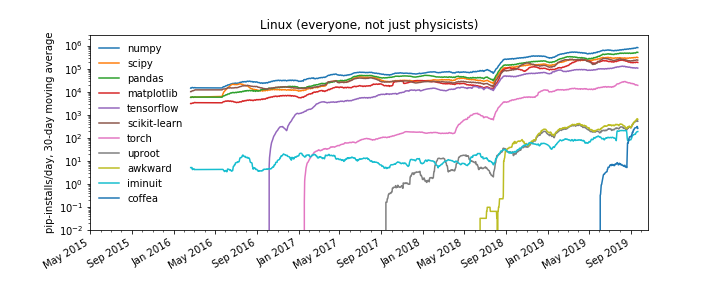 Linux (everyone, not just physicists)
pip-installs/day, 30-day moving average
10⁶
10⁵
10⁴
10³
10²
10¹
10⁰
10⁻¹
10⁻²
numpy
scipy
pandas
matplotlib
tensorflow
scikit-learn
torch
uproot
awkward
iminuit
coffea
May 2015
Sep 2015
Jan 2016
May 2016
Sep 2016
Jan 2017
May 2017
Sep 2017
Jan 2018
May 2018
Sep 2018
Jan 2019
May 2019
Sep 2019